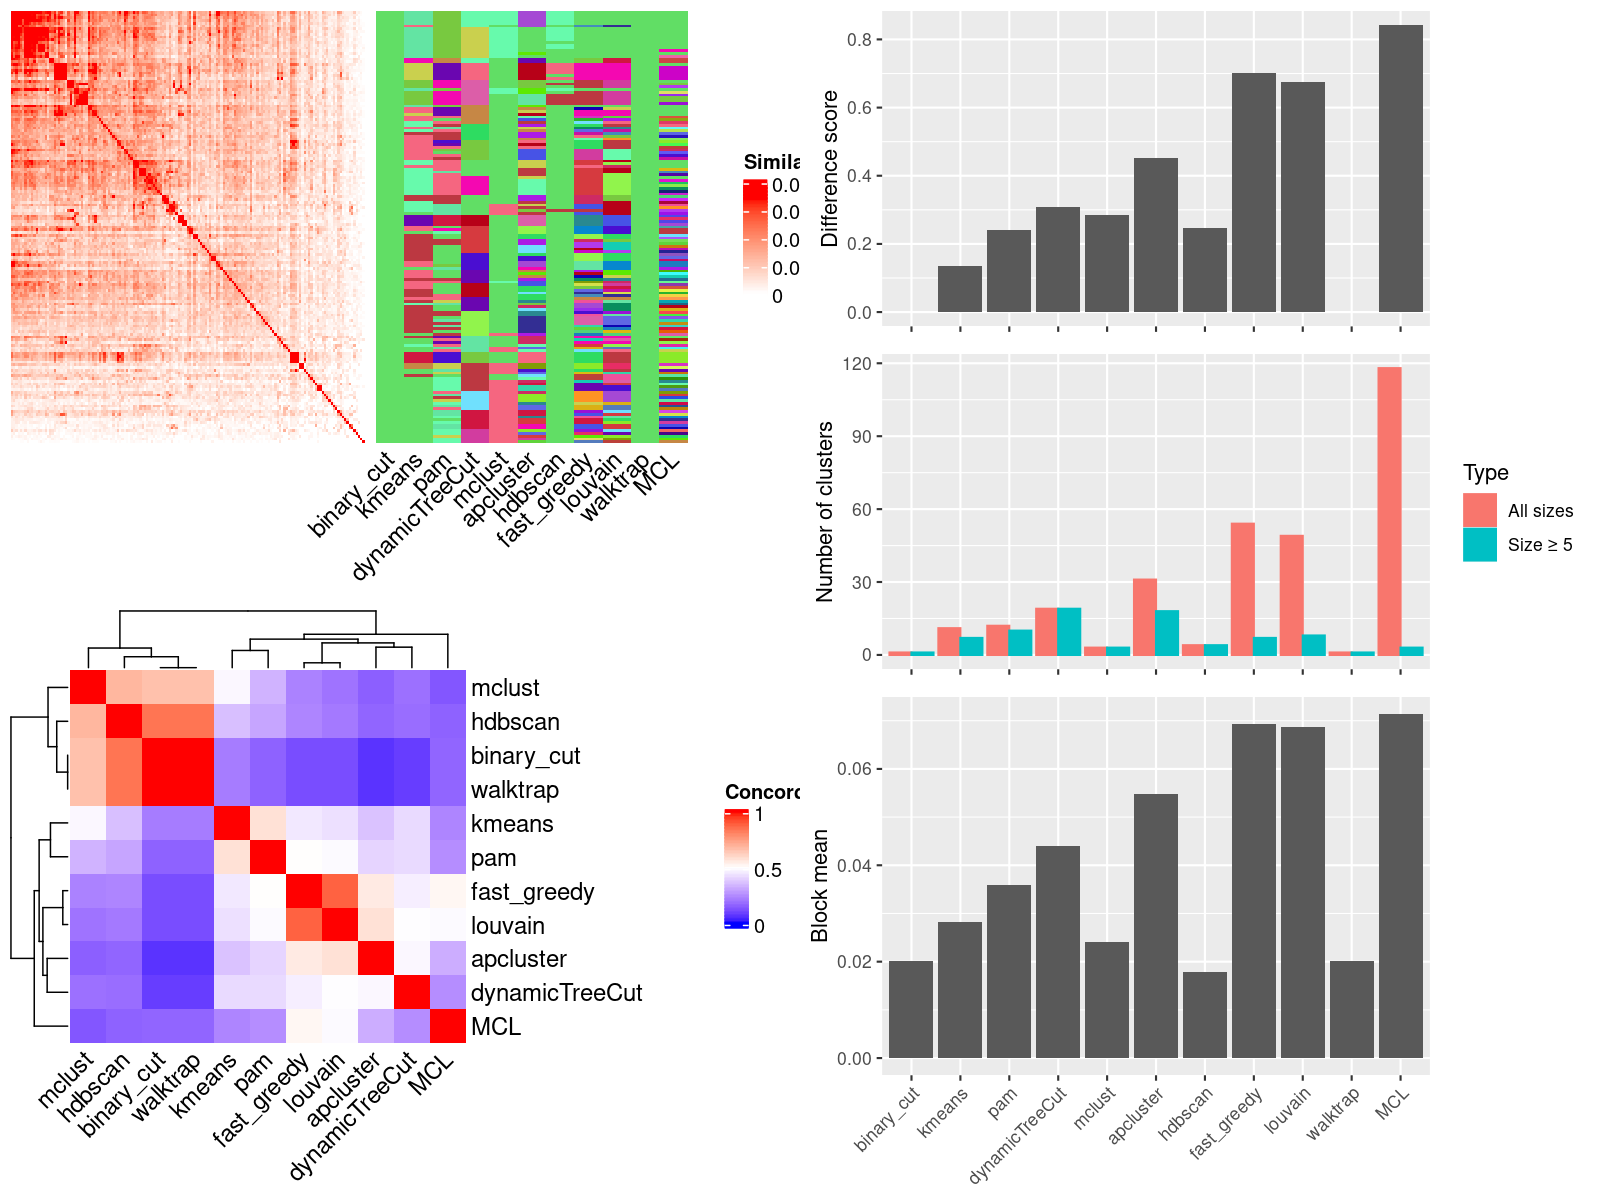 Simila
0.0
0.0
0.0
0.0
0
binary_cut
kmeans
pam
dynamicTreeCut
mclust
apcluster
hdbscan
fast_greedy
louvain
walktrap
MCL
mclust
hdbscan
binary_cut
walktrap
kmeans
pam
fast_greedy
louvain
apcluster
dynamicTreeCut
MCL
mclust
hdbscan
binary_cut
walktrap
kmeans
pam
fast_greedy
louvain
apcluster
dynamicTreeCut
MCL
Concord
1
0.5
0
Difference score
0.8
0.6
0.4
0.2
0.0
Number of clusters
120
90
60
30
0
Type
All sizes
Size ≥ 5
Block mean
0.06
0.04
0.02
0.00
binary_cut
kmeans
pam
dynamicTreeCut
mclust
apcluster
hdbscan
fast_greedy
louvain
walktrap
MCL